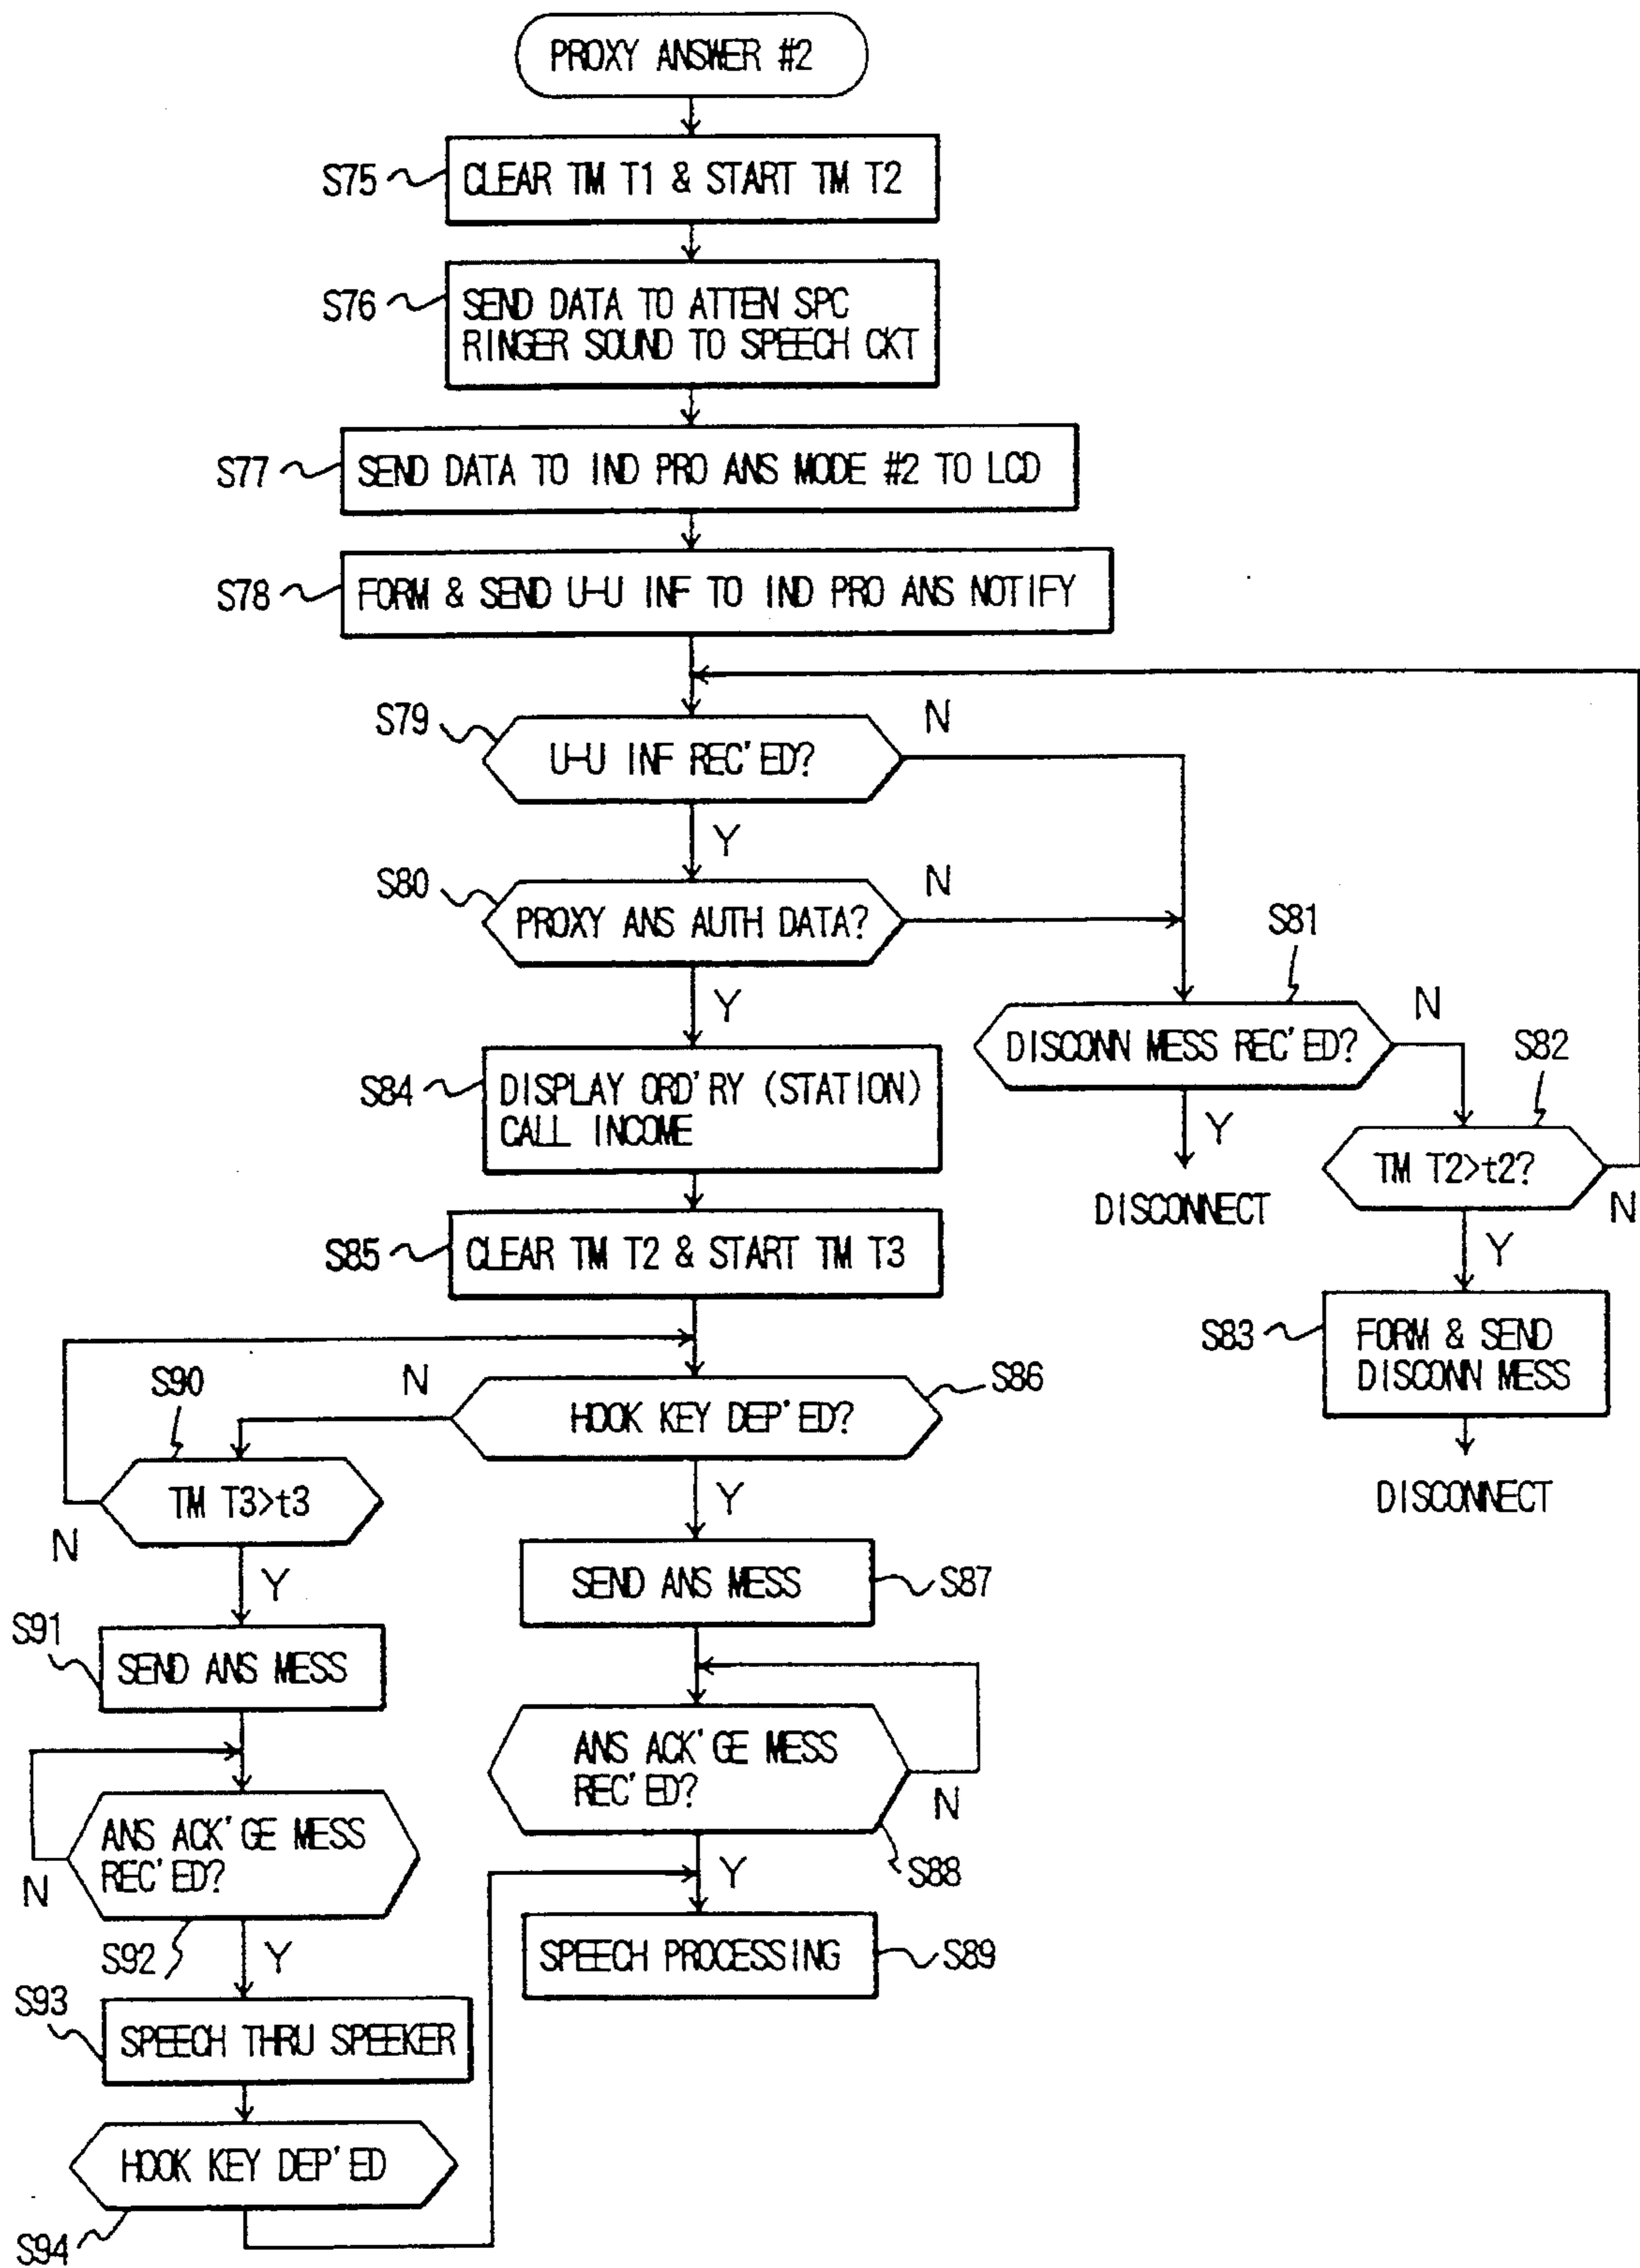 PROXY ANSWER #2
S75
CLEAR TM T1 & START TM T2
S76
SEND DATA TO ATTEN SPC
RINGER SOUND TO SPEECH CKT
S77
SEND DATA TO IND PRO ANS MODE #2 TO LCD
S78
FORM & SEND U-U INF TO IND PRO ANS NOTIFY
S79
U-U INF REC'ED?
N
Y
S80
PROXY ANS AUTH DATA?
N
Y
S81
DISCONN MESS REC'ED?
N
Y
DISCONNECT
S82
TM T2>t2?
N
Y
S83
FORM & SEND
DISCONN MESS
DISCONNECT
S84
DISPLAY ORD'RY (STATION)
CALL INCOME
S85
CLEAR TM T2 & START TM T3
S86
HOOK KEY DEP'ED?
N
Y
S90
TM T3>t3
N
Y
SEND ANS MESS
S87
S91
SEND ANS MESS
ANS ACK'GE MESS
REC'ED?
N
S88
Y
ANS ACK'GE MESS
REC'ED?
N
S92
Y
SPEECH PROCESSING
S89
S93
SPEECH THRU SPEEKER
HOOK KEY DEP'ED
S94